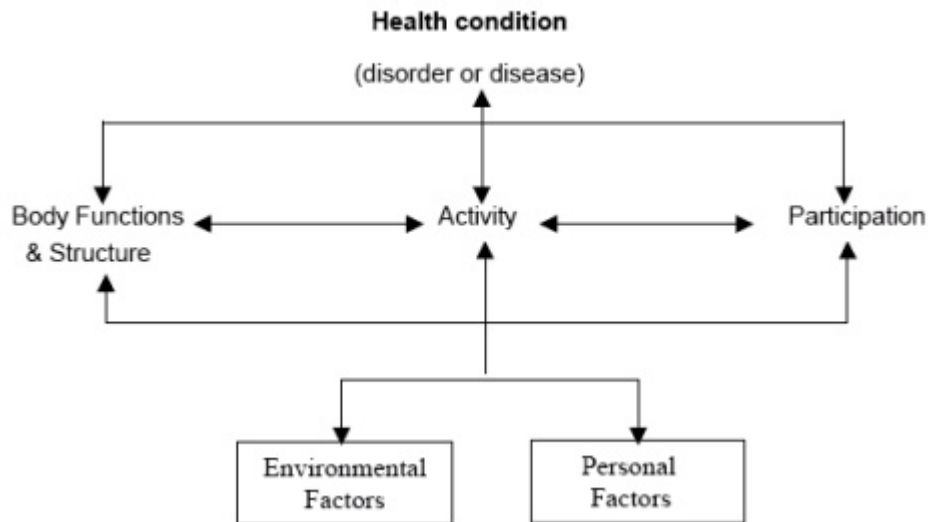 Health condition
(disorder or disease)
Body Functions
& Structure
Activity
Participation
Environmental
Factors
Personal
Factors